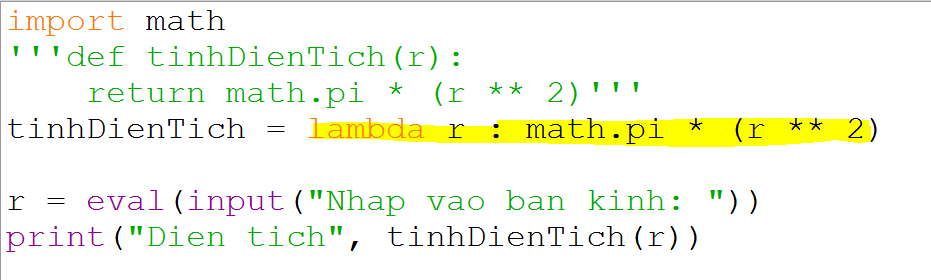 import math
'''def tinhDienTich(r):
    return math.pi * (r ** 2)'''
tinhDienTich = lambda r : math.pi * (r ** 2)
r = eval(input("Nhap vao ban kinh: "))
print("Dien tich", tinhDienTich(r))